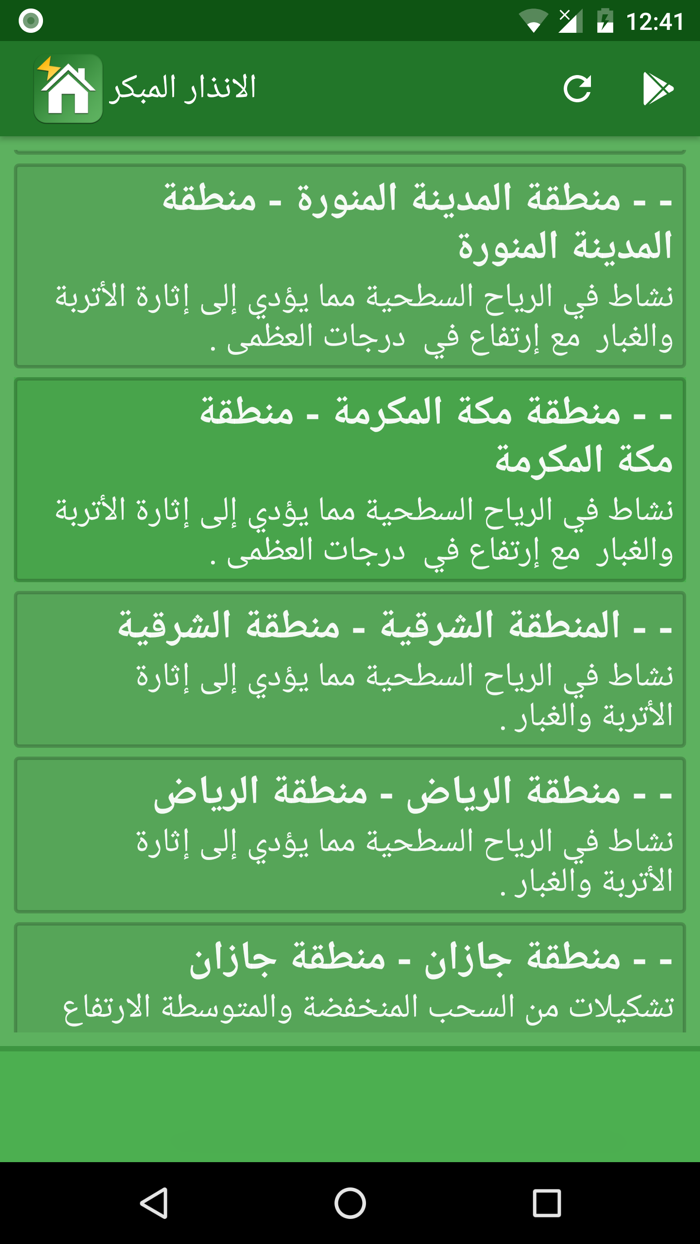 12:41
الانذار المبكر
- - منطقة المدينة المنورة - منطقة
المدينة المنورة
نشاط في الرياح السطحية مما يؤدي إلى إثارة الأتربة
والغبار مع إرتفاع في درجات العظمى .
- - منطقة مكة المكرمة - منطقة
مكة المكرمة
نشاط في الرياح السطحية مما يؤدي إلى إثارة الأتربة
والغبار مع إرتفاع في درجات العظمى .
- - المنطقة الشرقية - منطقة الشرقية
نشاط في الرياح السطحية مما يؤدي إلى إثارة
الأتربة والغبار .
- - منطقة الرياض - منطقة الرياض
نشاط في الرياح السطحية مما يؤدي إلى إثارة
الأتربة والغبار .
- - منطقة جازان - منطقة جازان
تشكيلات من السحب المنخفضة والمتوسطة الارتفاع